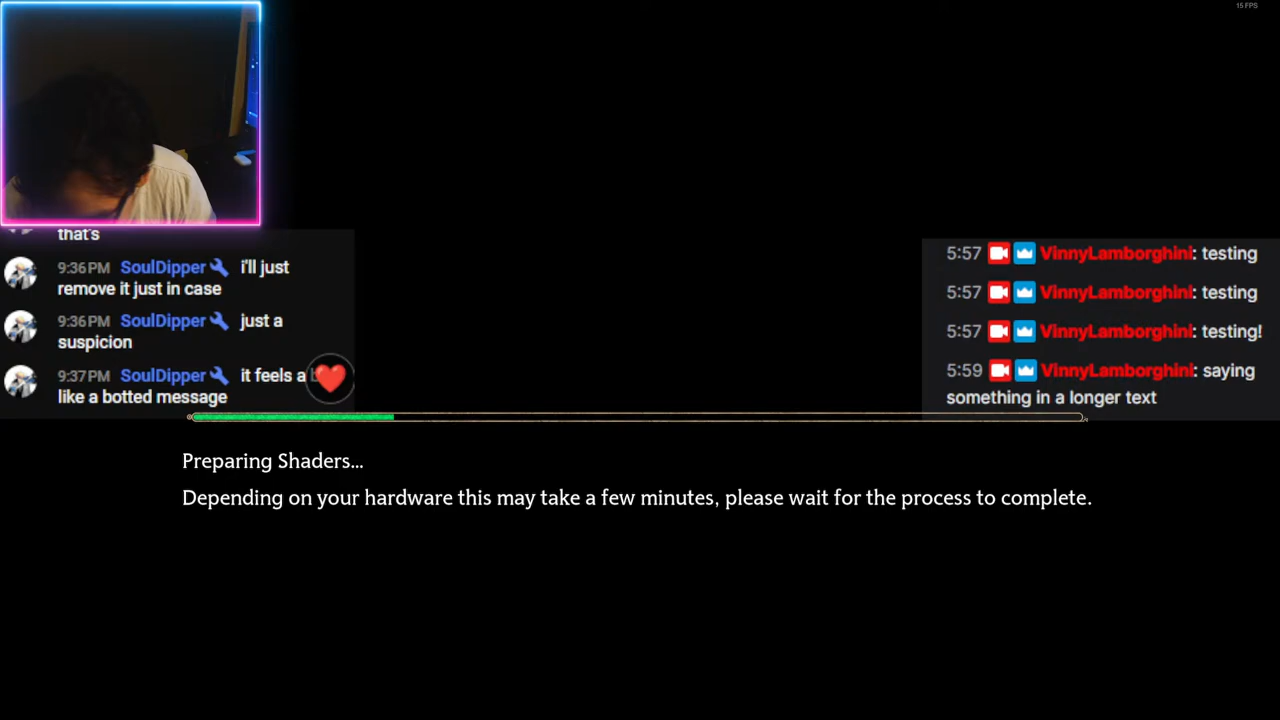 15 FPS
that's
9:36PM SoulDipper i'll just
remove it just in case
9:36PM SoulDipper just a
suspicion
9:37PM SoulDipper it feels a
like a botted message
5:57 VinnyLamborghini: testing
5:57 VinnyLamborghini: testing
5:57 VinnyLamborghini: testing!
5:59 VinnyLamborghini: saying
something in a longer text
Preparing Shaders...
Depending on your hardware this may take a few minutes, please wait for the process to complete.